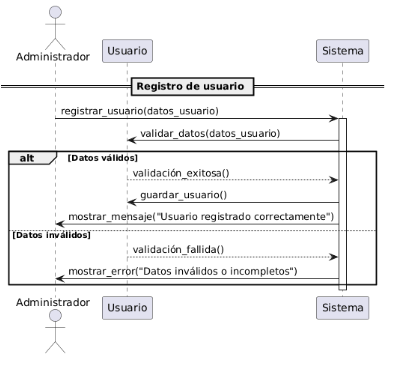 Administrador Usuario Sistema
Registro de usuario
registrar_usuario(datos_usuario)
validar_datos(datos_usuario)
alt [Datos válidos]
validación_exitosa()
guardar_usuario()
mostrar_mensaje("Usuario registrado correctamente")
[Datos inválidos]
validación_fallida()
mostrar_error("Datos inválidos o incompletos")
Administrador Usuario Sistema